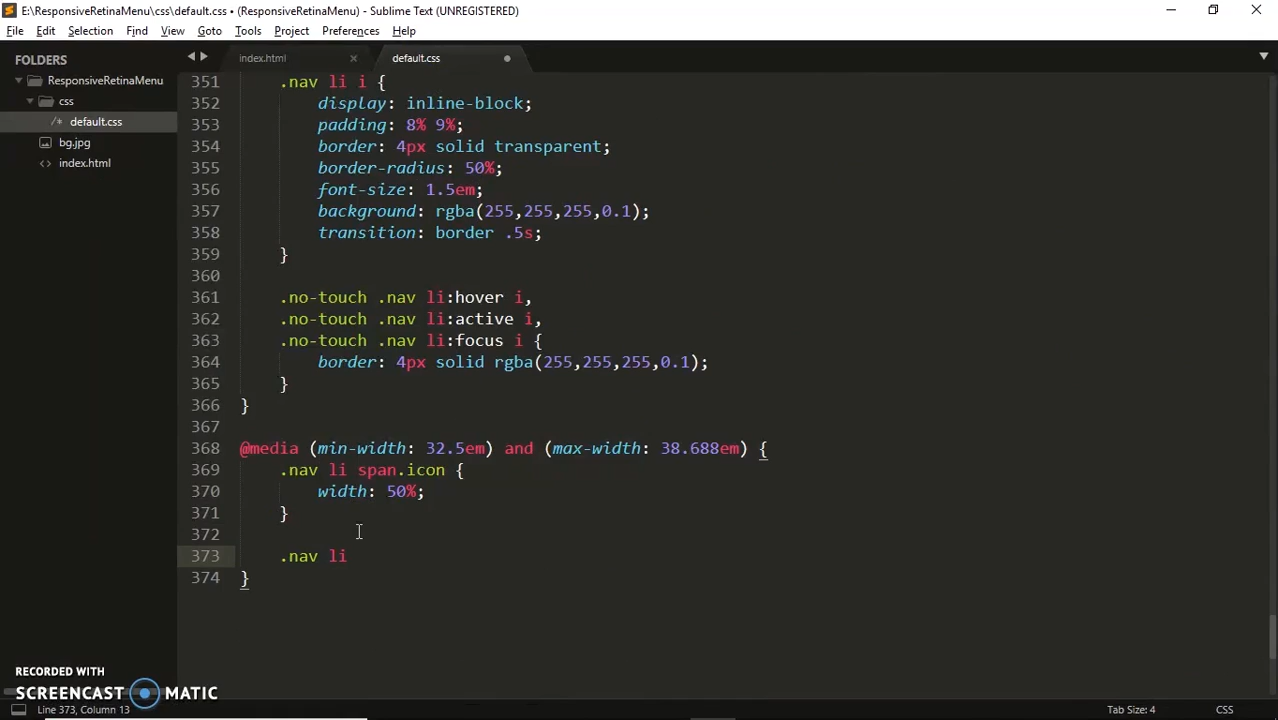 E:\ResponsiveRetinaMenu\css\default.css • (ResponsiveRetinaMenu) - Sublime Text (UNREGISTERED)
File Edit Selection Find View Goto Tools Project Preferences Help
FOLDERS
ResponsiveRetinaMenu
css
/* default.css
bg.jpg
<> index.html
index.html
default.css
351 .nav li i {
352 display: inline-block;
353 padding: 8% 9%;
354 border: 4px solid transparent;
355 border-radius: 50%;
356 font-size: 1.5em;
357 background: rgba(255,255,255,0.1);
358 transition: border .5s;
359 }
360
361 .no-touch .nav li:hover i,
362 .no-touch .nav li:active i,
363 .no-touch .nav li:focus i {
364 border: 4px solid rgba(255,255,255,0.1);
365 }
366 }
367
368 @media (min-width: 32.5em) and (max-width: 38.688em) {
369 .nav li span.icon {
370 width: 50%;
371 }
372
373 .nav li
374 }
RECORDED WITH
SCREENCAST MATIC
Line 373, Column 13
Tab Size: 4
CSS